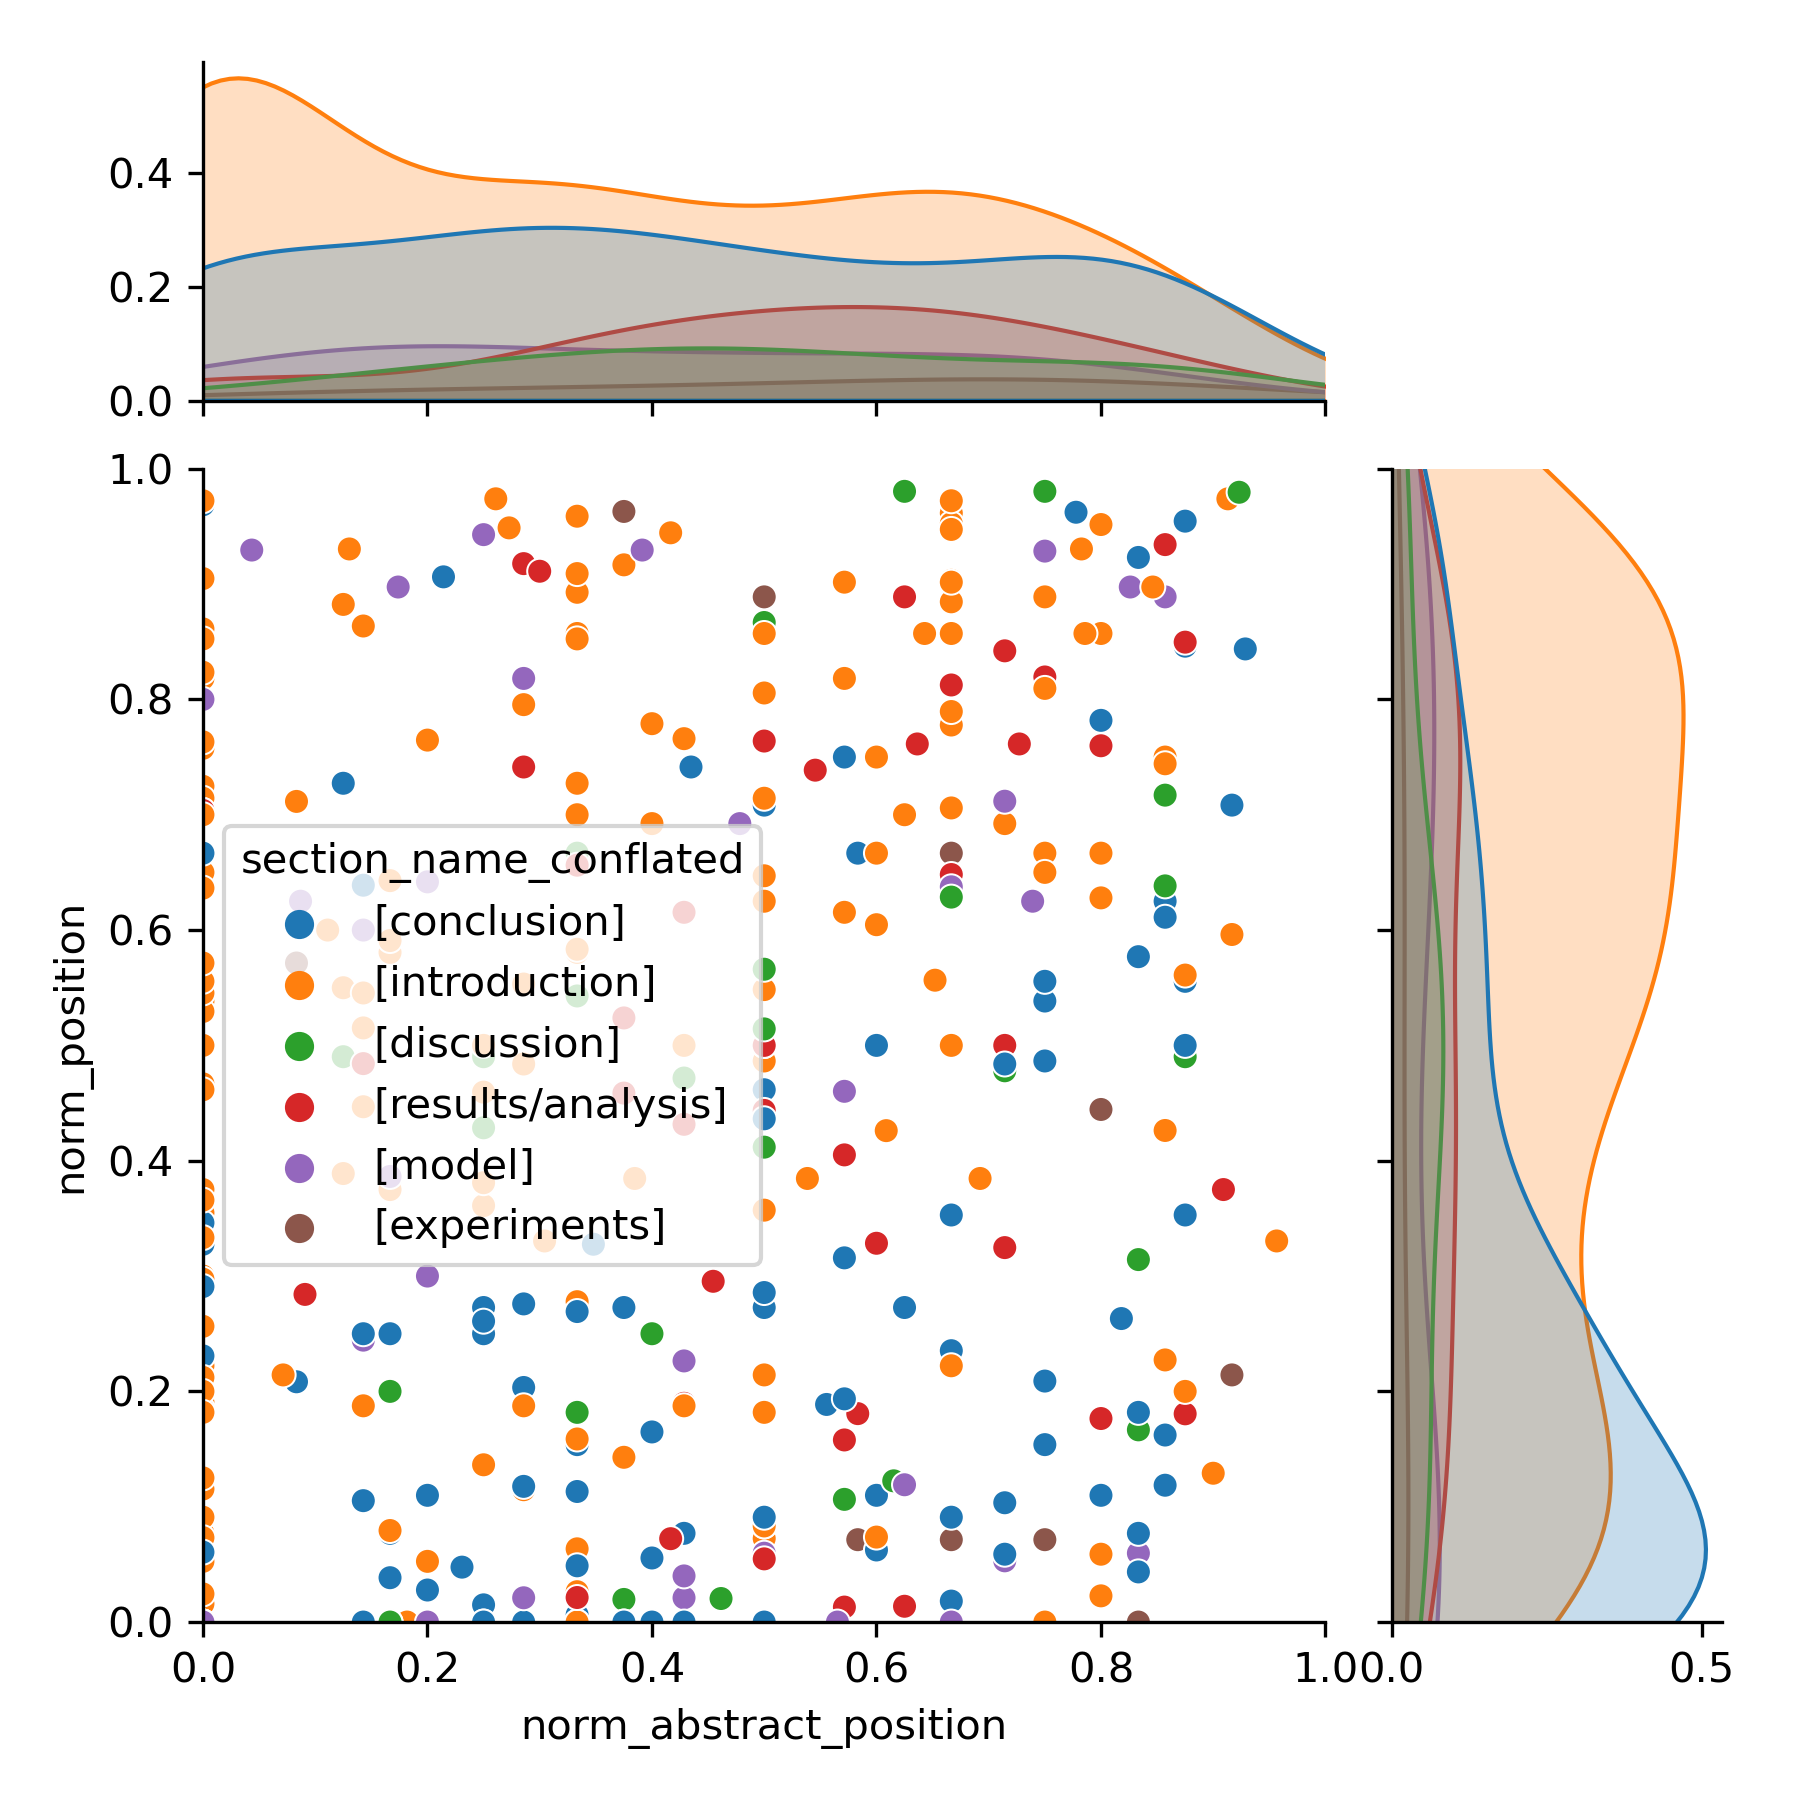 0.4
0.2
0.0
1.0
0.8
0.6
0.4
0.2
0.0
norm_position
section_name_conflated
[conclusion]
[introduction]
[discussion]
[results/analysis]
[model]
[experiments]
0.0 0.2 0.4 0.6 0.8 1.0
0.0 0.5
norm_abstract_position